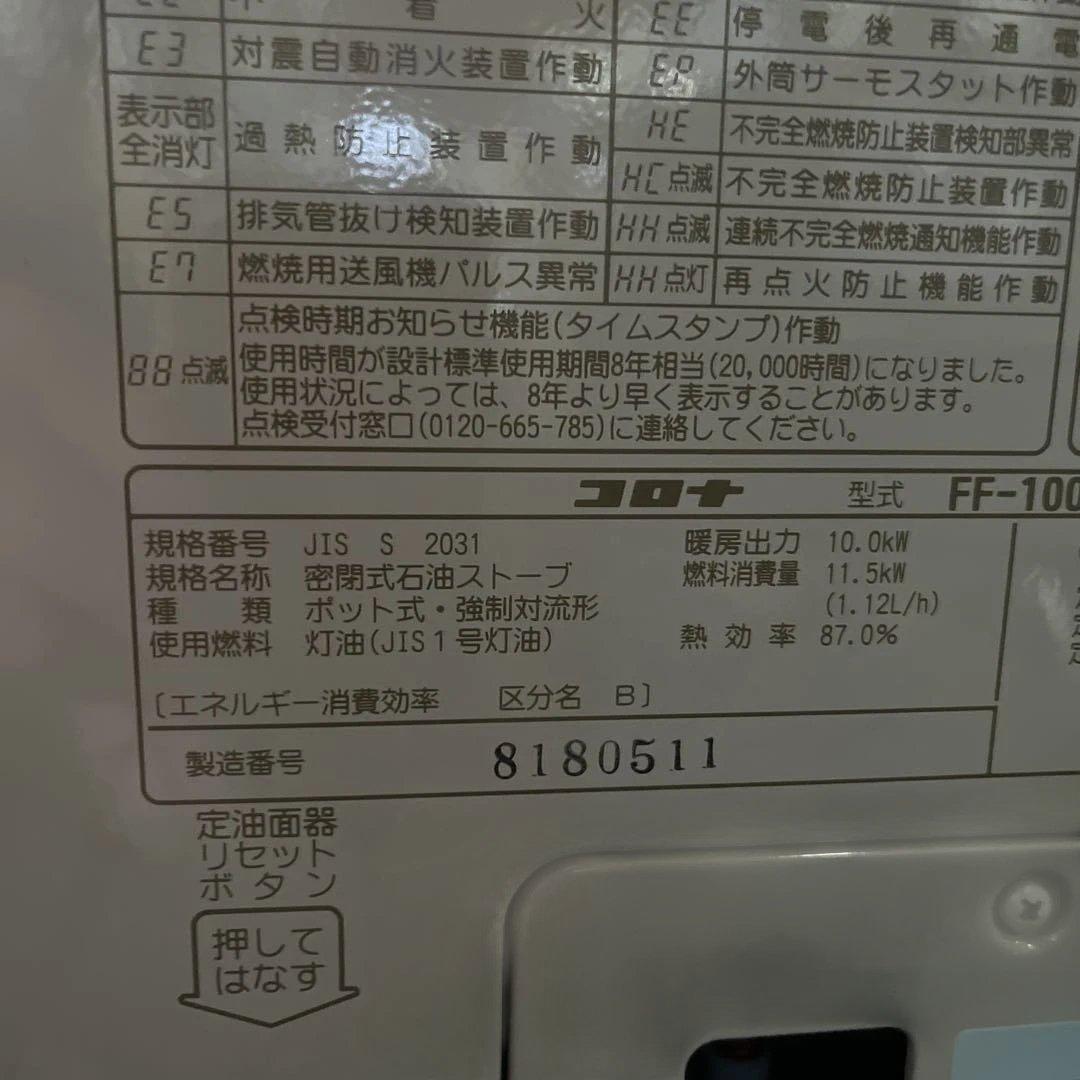 着 火 EE 停電後再通電
E3 対震自動消火装置作動 EP 外筒サーモスタット作動
表示部
全消灯 過熱防止装置作動 HE 不完全燃焼防止装置検知部異常
HC点滅 不完全燃焼防止装置作動
E5 排気管抜け検知装置作動 HH点滅 連続不完全燃焼通知機能作動
E7 燃焼用送風機パルス異常 HH点灯 再点火防止機能作動
88点滅 点検時期お知らせ機能(タイムスタンプ)作動
使用時間が設計標準使用期間8年相当(20,000時間)になりました。
使用状況によっては、8年より早く表示することがあります。
点検受付窓口(0120-665-785)に連絡してください。
コロナ 型式 FF-100
規格番号 JIS S 2031 暖房出力 10.0kW
規格名称 密閉式石油ストーブ 燃料消費量 11.5kW
種類 ポット式・強制対流形 (1.12L/h)
使用燃料 灯油(JIS1号灯油) 熱効率 87.0%
〔エネルギー消費効率 区分名 B〕
製造番号 8180511
定油面器
リセット
ボタン
押して
はなす